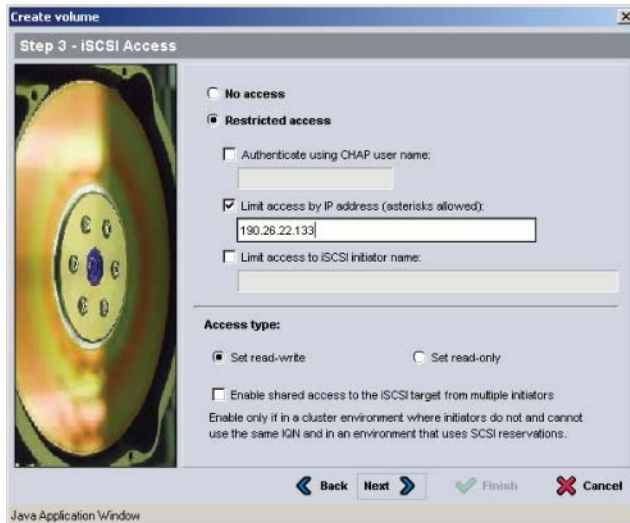 Create volume
Step 3 - iSCSI Access
No access
Restricted access
Authenticate using CHAP user name:
Limit access by IP address (asterisks allowed):
190.26.22.133
Limit access to iSCSI initiator name:
Access type:
Set read-write Set read-only
Enable shared access to the iSCSI target from multiple initiators
Enable only if in a cluster environment where initiators do not and cannot
use the same IQN and in an environment that uses SCSI reservations.
Back Next Finish Cancel
Java Application Window